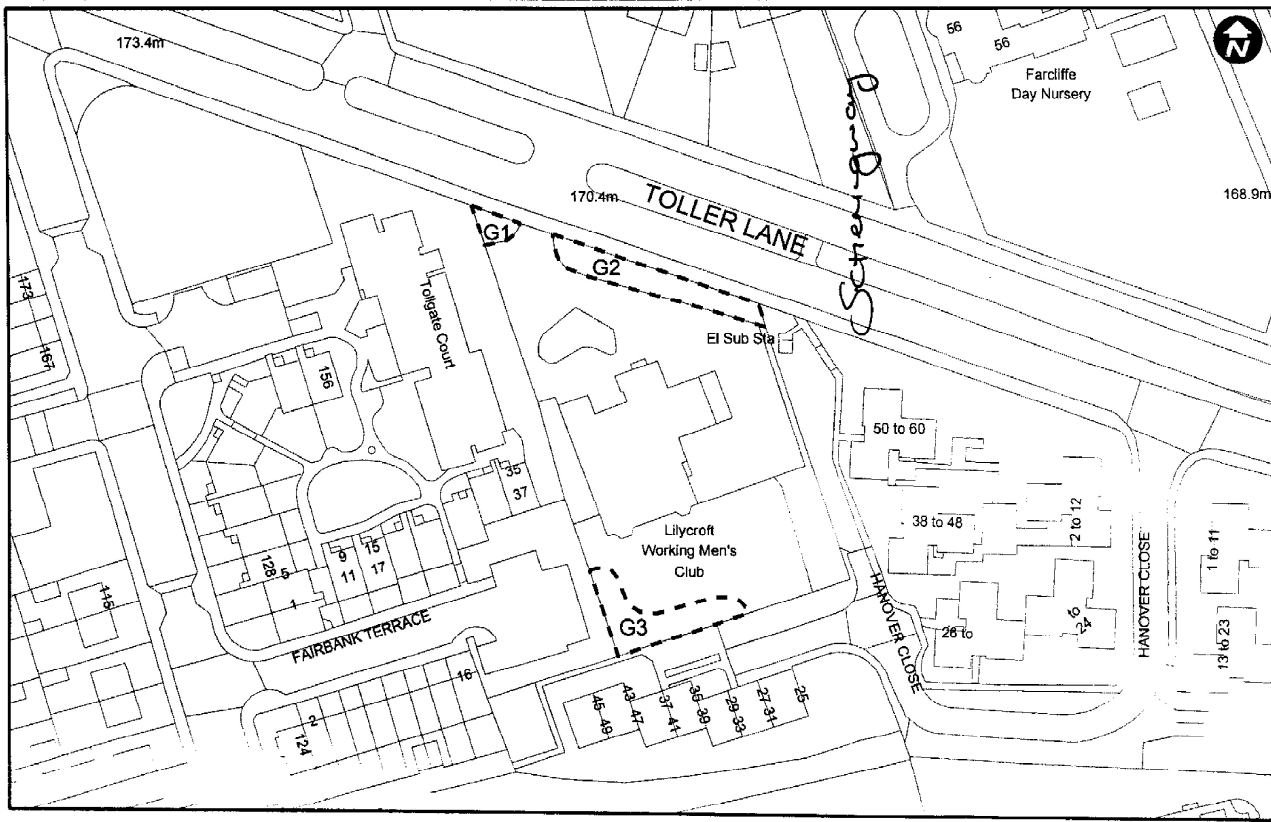 173.4m
56
56
N
Farcliffe
Day Nursery
170.4m
TOLLER LANE
168.9m
G1
G2
173
167
Tollgate Court
El Sub Sta
156
50 to 60
35
37
Lilycroft
Working Men's
Club
38 to 48
2 to 12
1 to 11
9
15
11
17
128
5
1
115
FAIRBANK TERRACE
G3
HANOVER CLOSE
26 to
to
24
HANOVER CLOSE
13 to 23
16
2
124
45-49
43-47
37-41
35-39
29-33
27-31
25